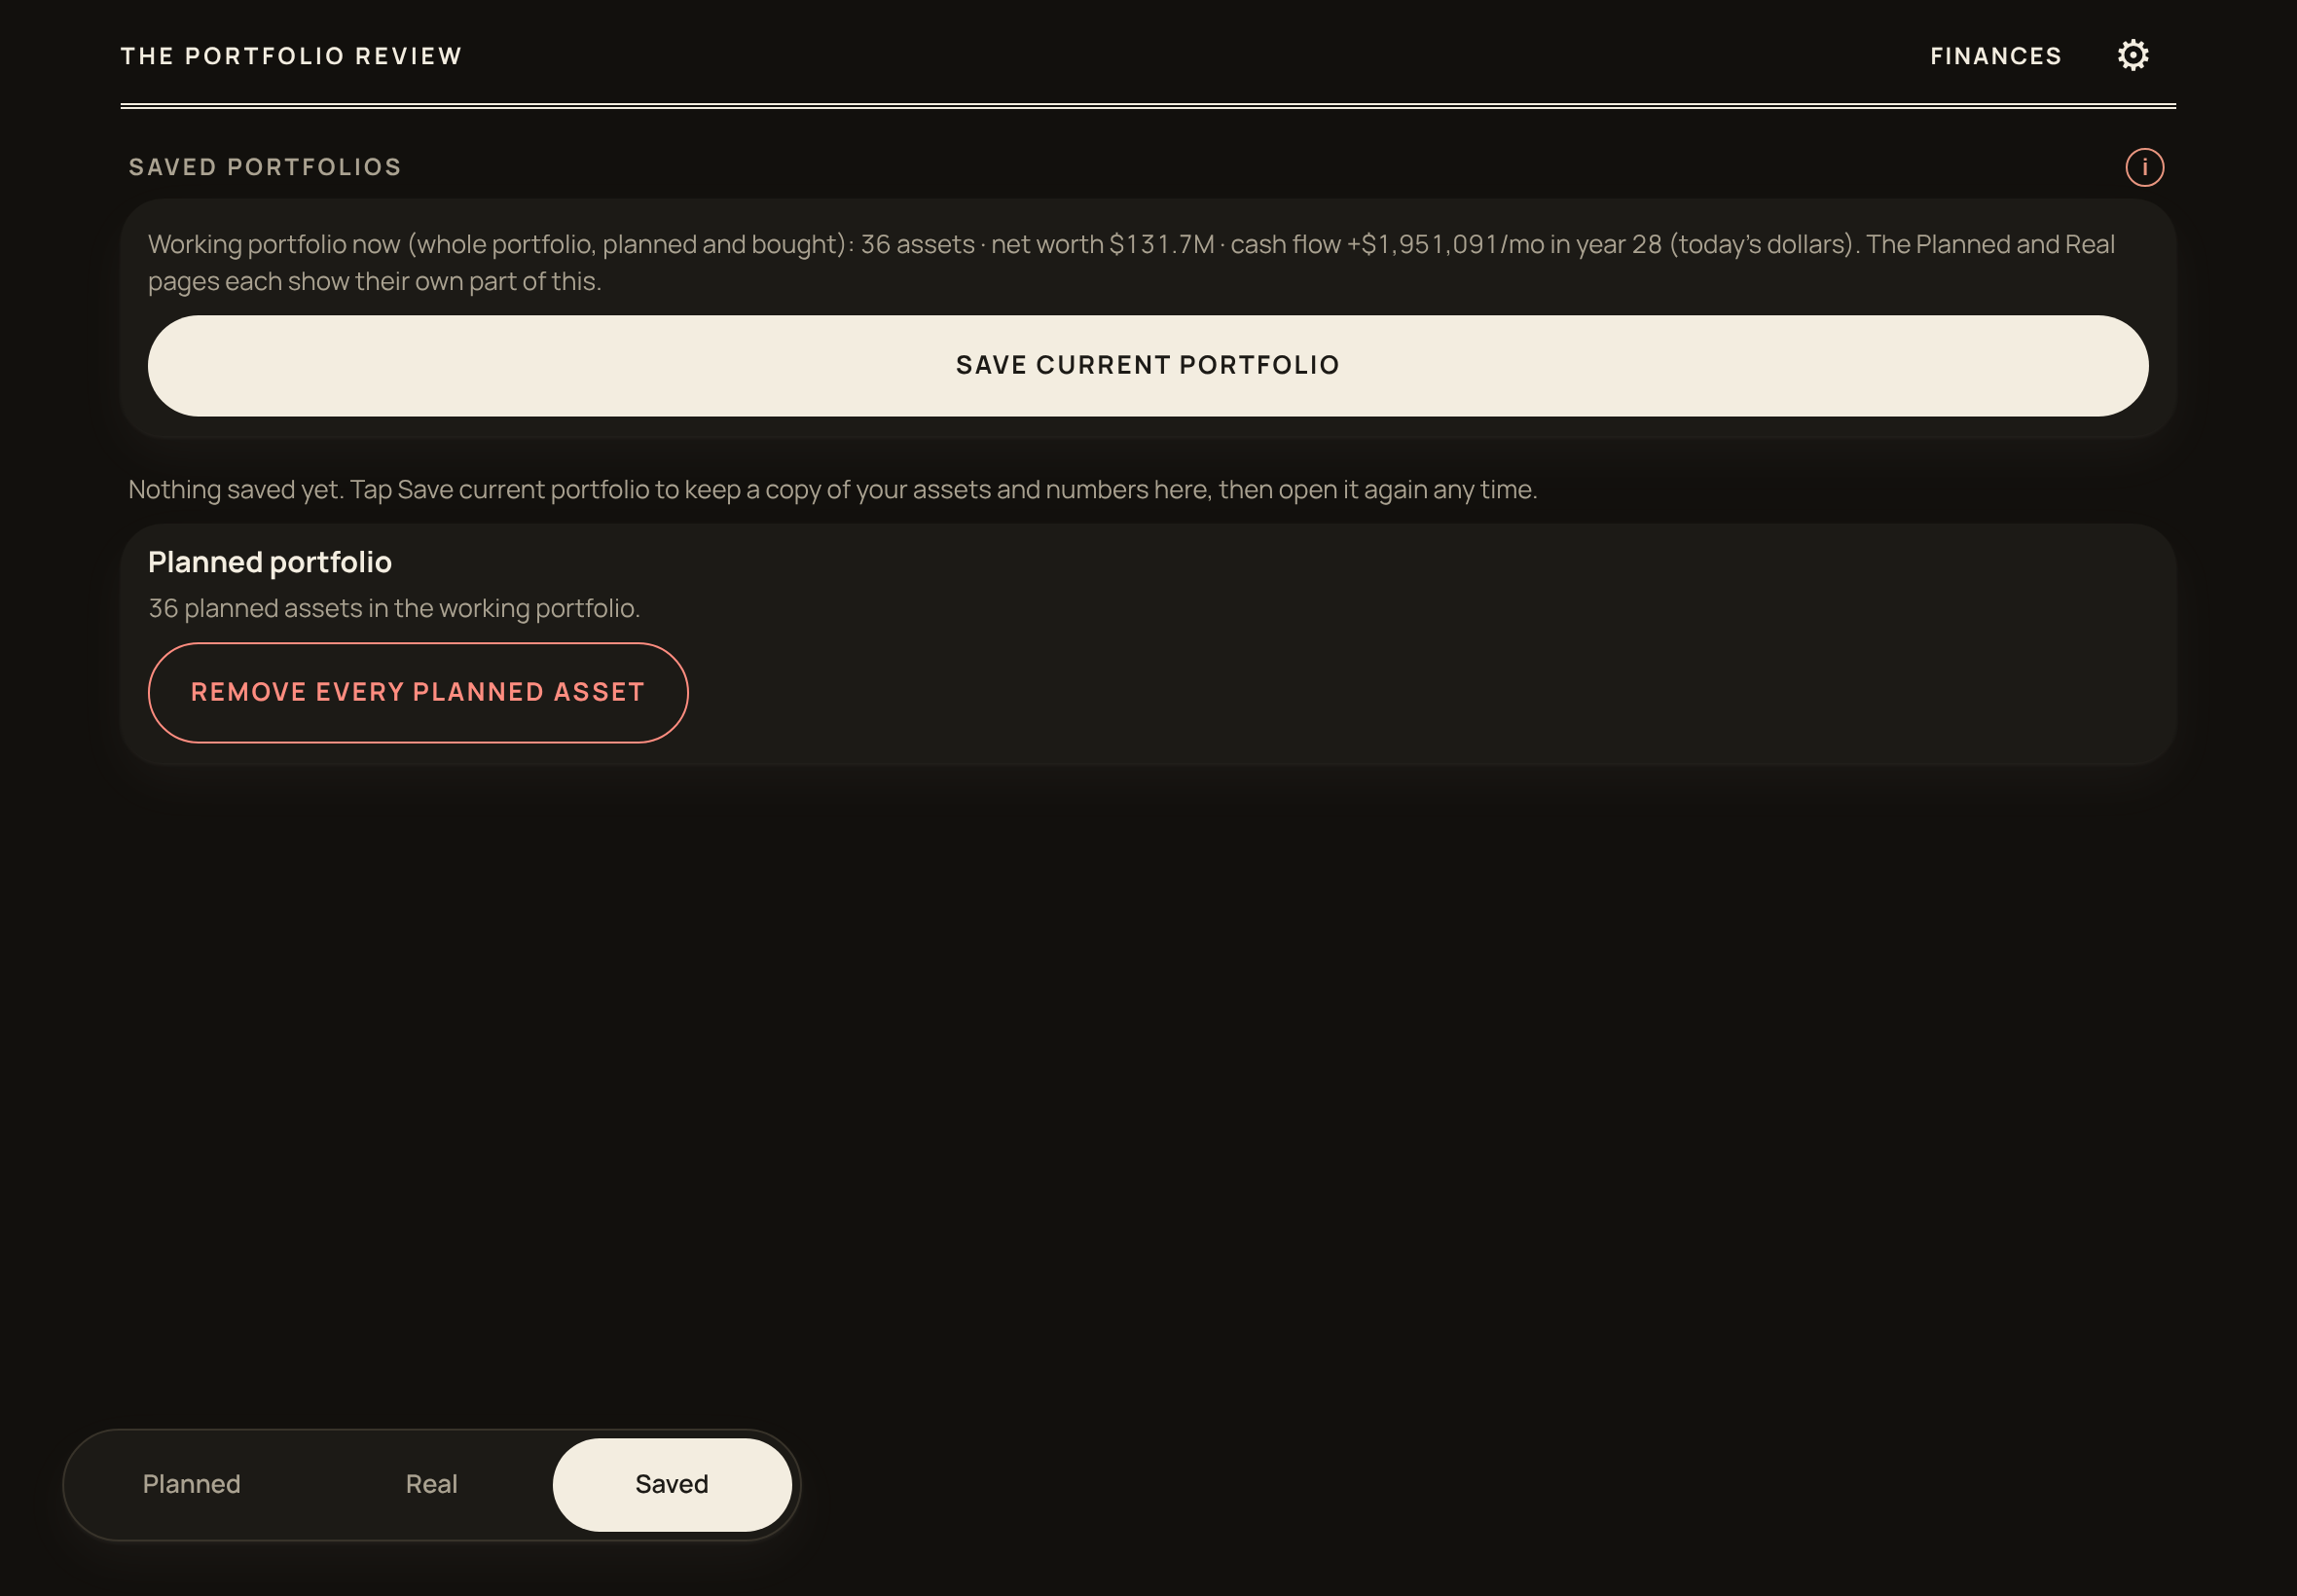 THE PORTFOLIO REVIEW
FINANCES
SAVED PORTFOLIOS
i
Working portfolio now (whole portfolio, planned and bought): 36 assets · net worth $131.7M · cash flow +$1,951,091/mo in year 28 (today’s dollars). The Planned and Real
pages each show their own part of this.
SAVE CURRENT PORTFOLIO
Nothing saved yet. Tap Save current portfolio to keep a copy of your assets and numbers here, then open it again any time.
Planned portfolio
36 planned assets in the working portfolio.
REMOVE EVERY PLANNED ASSET
Planned
Real
Saved